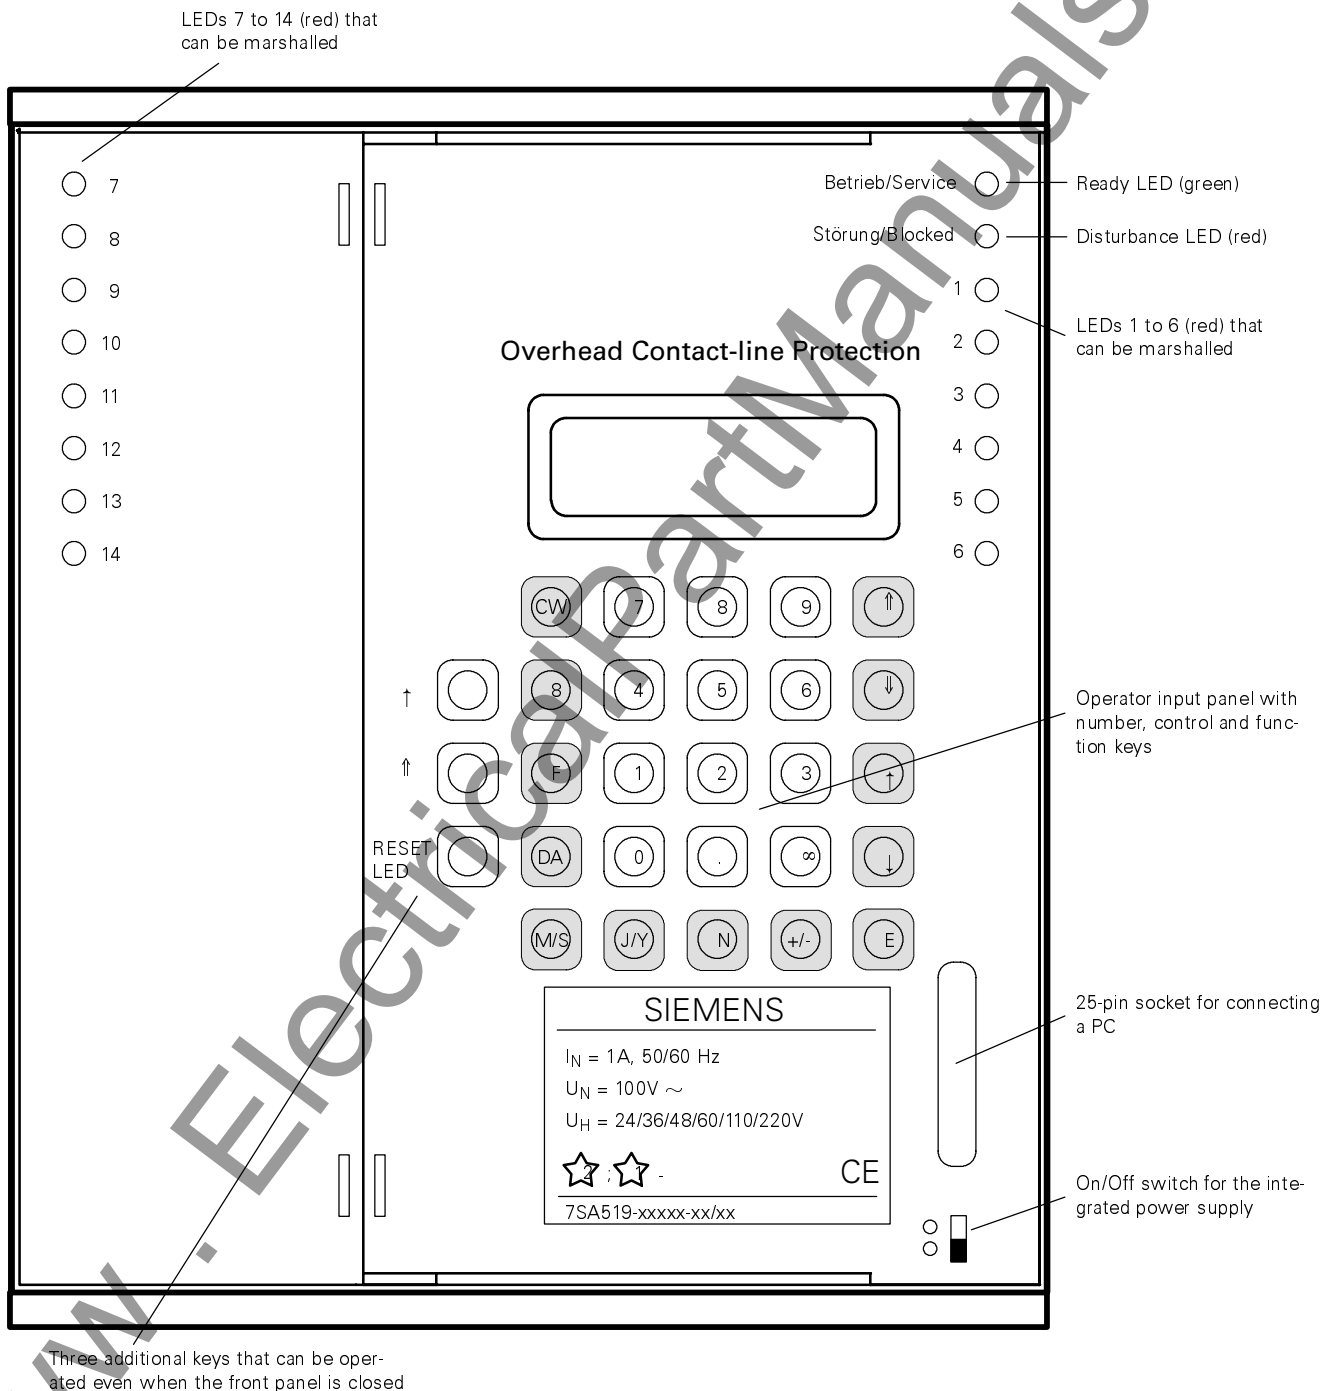 LEDs 7 to 14 (red) that
can be marshalled
7
8
9
10
11
12
13
14
Betrieb/Service
Störung/Blocked
1
2
3
4
5
6
Ready LED (green)
Disturbance LED (red)
LEDs 1 to 6 (red) that
can be marshalled
Overhead Contact-line Protection
CW 7 8 9 ⇑
↑ 8 4 5 6 ⇓
⇑ F 1 2 3 ↑
RESET
LED
DA 0 . ∞ ↓
M/S J/Y N +/- E
Operator input panel with
number, control and func-
tion keys
SIEMENS
IN = 1A, 50/60 Hz
UN = 100V ~
UH = 24/36/48/60/110/220V
2 ; 1 -
CE
7SA519-xxxxx-xx/xx
25-pin socket for connecting
a PC
On/Off switch for the inte-
grated power supply
Three additional keys that can be oper-
ated even when the front panel is closed
w . ElectricalPartManuals